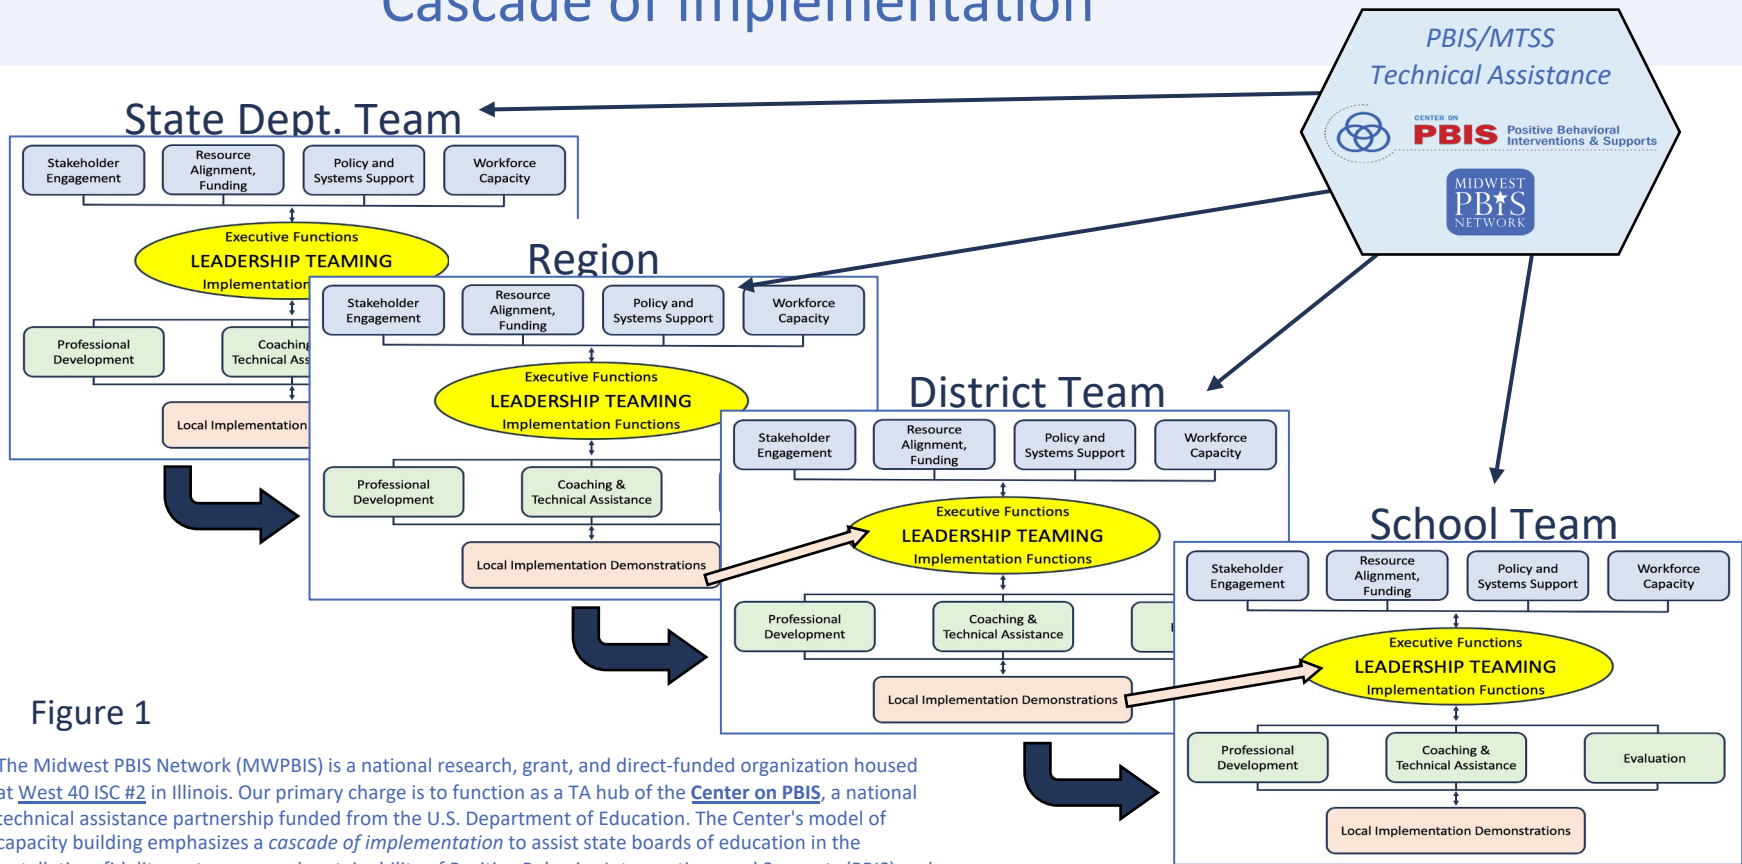 Cascade of Implementation
PBIS/MTSS
Technical Assistance
CENTER ON
PBIS Positive Behavioral
Interventions & Supports
MIDWEST
PBIS
NETWORK
State Dept. Team
Stakeholder
Engagement
Resource
Alignment,
Funding
Policy and
Systems Support
Workforce
Capacity
Executive Functions
LEADERSHIP TEAMING
Implementation
Professional
Development
Coaching
Technical Ass
Local Implementation
Region
Stakeholder
Engagement
Resource
Alignment,
Funding
Policy and
Systems Support
Workforce
Capacity
Executive Functions
LEADERSHIP TEAMING
Implementation Functions
Professional
Development
Coaching &
Technical Assistance
Local Implementation Demonstrations
District Team
Stakeholder
Engagement
Resource
Alignment,
Funding
Policy and
Systems Support
Workforce
Capacity
Executive Functions
LEADERSHIP TEAMING
Implementation Functions
Professional
Development
Coaching &
Technical Assistance
Local Implementation Demonstrations
School Team
Stakeholder
Engagement
Resource
Alignment,
Funding
Policy and
Systems Support
Workforce
Capacity
Executive Functions
LEADERSHIP TEAMING
Implementation Functions
Professional
Development
Coaching &
Technical Assistance
Evaluation
Local Implementation Demonstrations
Figure 1
The Midwest PBIS Network (MWPBIS) is a national research, grant, and direct-funded organization housed
at West 40 ISC #2 in Illinois. Our primary charge is to function as a TA hub of the Center on PBIS, a national
technical assistance partnership funded from the U.S. Department of Education. The Center's model of
capacity building emphasizes a cascade of implementation to assist state boards of education in the